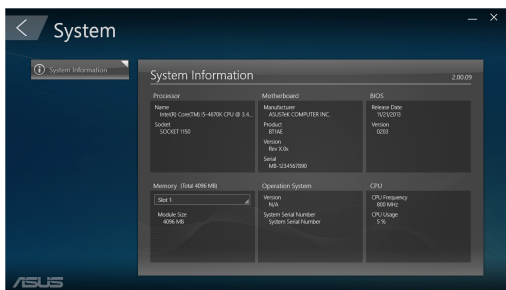 System
System Information
System Information
2.00.09
Processor
Name
Intel(R) Core(TM) i5-4670K CPU @ 3.4...
Socket
SOCKET 1150
Motherboard
Manufacturer
ASUSTeK COMPUTER INC.
Product
BT1AE
Version
Rev X.0x
Serial
MB-1234567890
BIOS
Release Date
11/21/2013
Version
0203
Memory (Total 4096 MB)
Slot 1
Module Size
4096 MB
Operation System
Version
N/A
System Serial Number
System Serial Number
CPU
CPU Frequency
800 MHz
CPU Usage
5 %
ASUS